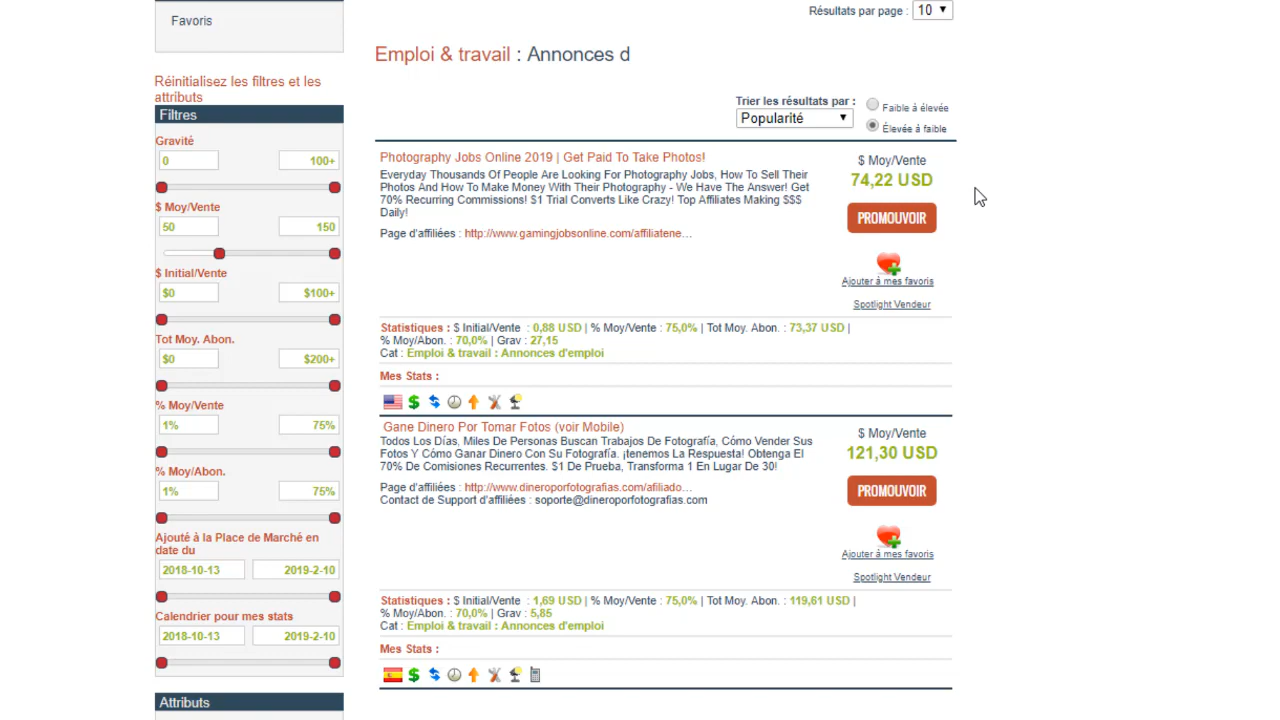 Favoris
Réinitialisez les filtres et les
attributs
Filtres
Gravité
0 100+
$ Moy/Vente
50 150
$ Initial/Vente
$0 $100+
Tot Moy. Abon.
$0 $200+
% Moy/Vente
1% 75%
% Moy/Abon.
1% 75%
Ajouté à la Place de Marché en
date du
2018-10-13 2019-2-10
Calendrier pour mes stats
2018-10-13 2019-2-10
Attributs
Résultats par page : 10
Emploi & travail : Annonces d
Trier les résultats par :
Popularité
Faible à élevée
Élevée à faible
Photography Jobs Online 2019 | Get Paid To Take Photos!
Everyday Thousands Of People Are Looking For Photography Jobs, How To Sell Their
Photos And How To Make Money With Their Photography - We Have The Answer! Get
70% Recurring Commissions! $1 Trial Converts Like Crazy! Top Affiliates Making $$$
Daily!
Page d'affiliées : http://www.gamingjobsonline.com/affiliatene...
$ Moy/Vente
74,22 USD
PROMOUVOIR
Ajouter à mes favoris
Spotlight Vendeur
Statistiques : $ Initial/Vente : 0,88 USD | % Moy/Vente : 75,0% | Tot Moy. Abon. : 73,37 USD |
% Moy/Abon. : 70,0% | Grav : 27,15
Cat : Emploi & travail : Annonces d'emploi
Mes Stats :
Gane Dinero Por Tomar Fotos (voir Mobile)
Todos Los Días, Miles De Personas Buscan Trabajos De Fotografía, Cómo Vender Sus
Fotos Y Cómo Ganar Dinero Con Su Fotografía. ¡tenemos La Respuesta! Obtenga El
70% De Comisiones Recurrentes. $1 De Prueba, Transforma 1 En Lugar De 30!
Page d'affiliées : http://www.dineroporfotografias.com/afiliado...
Contact de Support d'affiliées : soporte@dineroporfotografias.com
$ Moy/Vente
121,30 USD
PROMOUVOIR
Ajouter à mes favoris
Spotlight Vendeur
Statistiques : $ Initial/Vente : 1,69 USD | % Moy/Vente : 75,0% | Tot Moy. Abon. : 119,61 USD |
% Moy/Abon. : 70,0% | Grav : 5,85
Cat : Emploi & travail : Annonces d'emploi
Mes Stats :